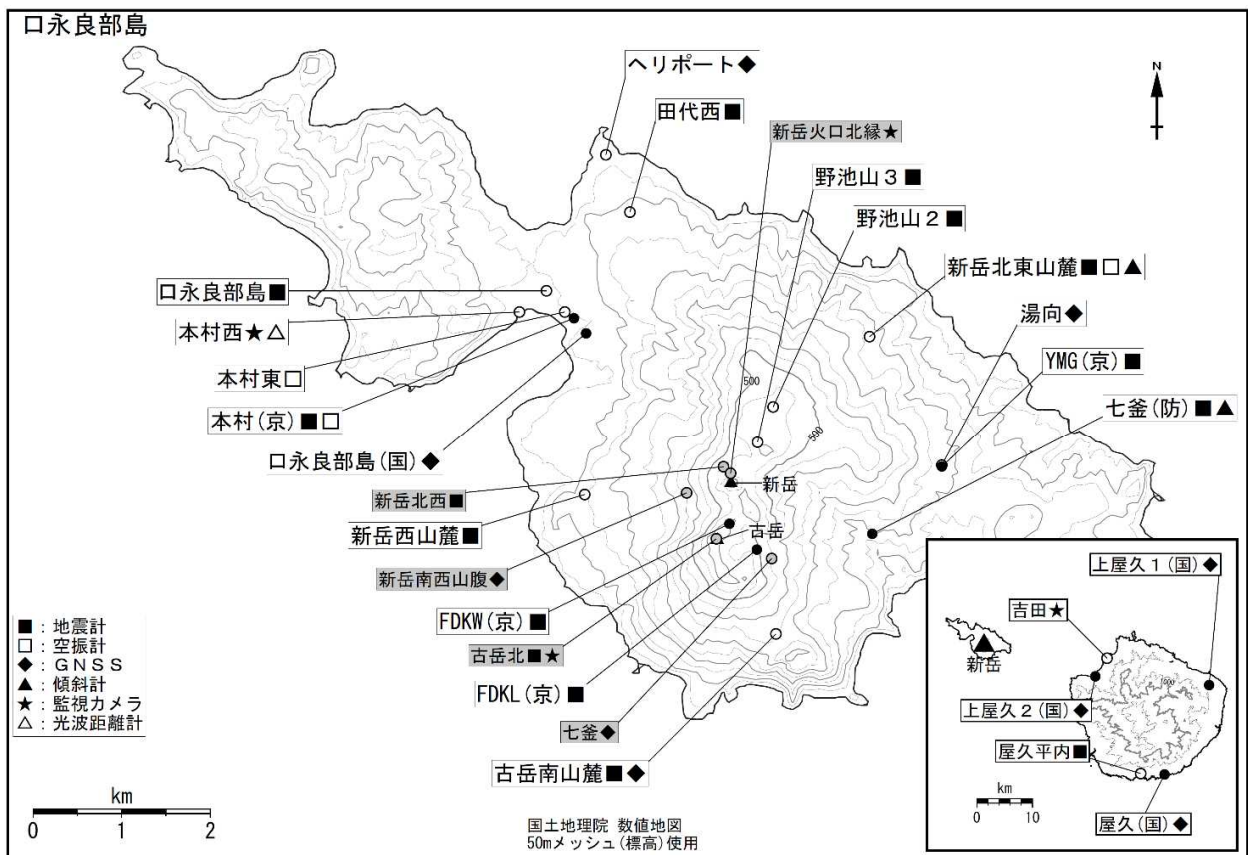 口永良部島
ヘリポート◆
N
田代西■
新岳火口北縁★
野池山3■
野池山2■
新岳北東山麓■□▲
口永良部島■
湯向◆
本村西★△
YMG(京)■
本村東□
500
七釜(防)■▲
本村(京)■□
500
口永良部島(国)◆
新岳
新岳北西■
新岳西山麓■
古岳
新岳南西山腹◆
上屋久1(国)◆
FDKW(京)■
吉田★
■:地震計
□:空振計
◆:GNSS
▲:傾斜計
★:監視カメラ
△:光波距離計
古岳北■★
新岳
1000
FDKL(京)■
上屋久2(国)◆
七釜◆
屋久平内■
古岳南山麓■◆
km
0 1 2
km
0 10
屋久(国)◆
国土地理院 数値地図
50mメッシュ(標高)使用